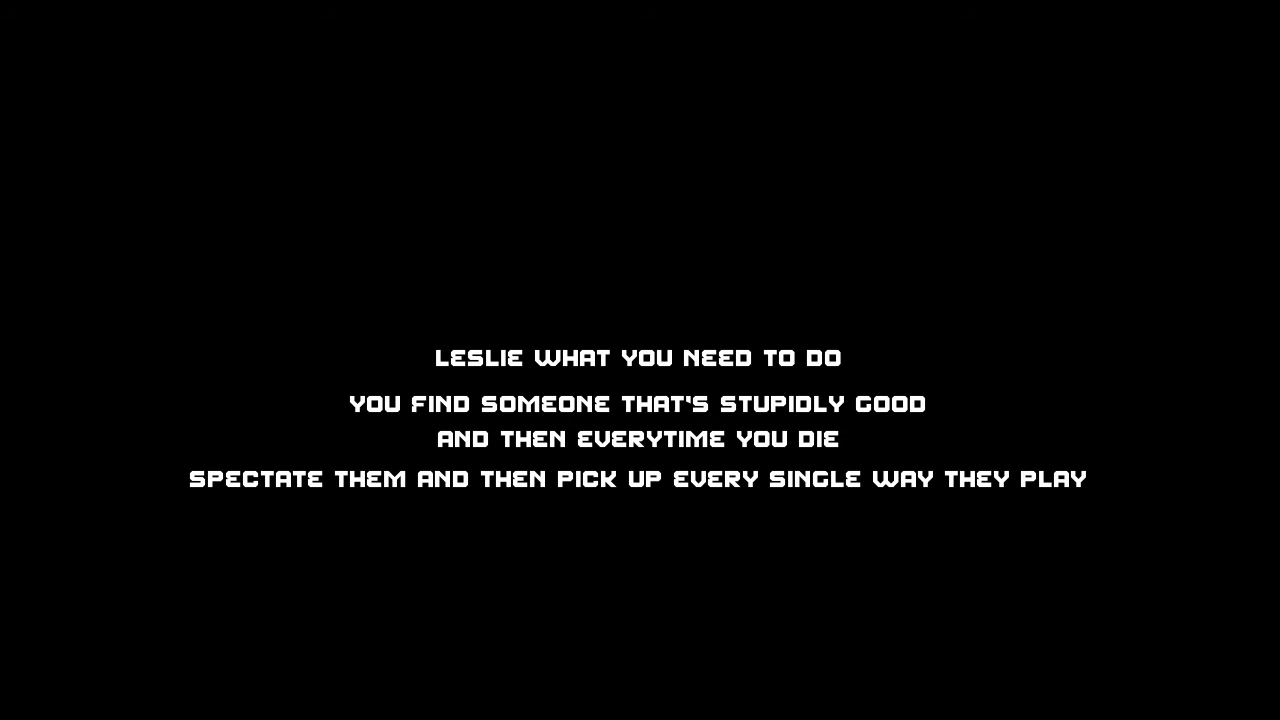 LESLIE WHAT YOU NEED TO DO
YOU FIND SOMEONE THAT'S STUPIDLY GOOD
AND THEN EVERYTIME YOU DIE
SPECTATE THEM AND THEN PICK UP EVERY SINGLE WAY THEY PLAY